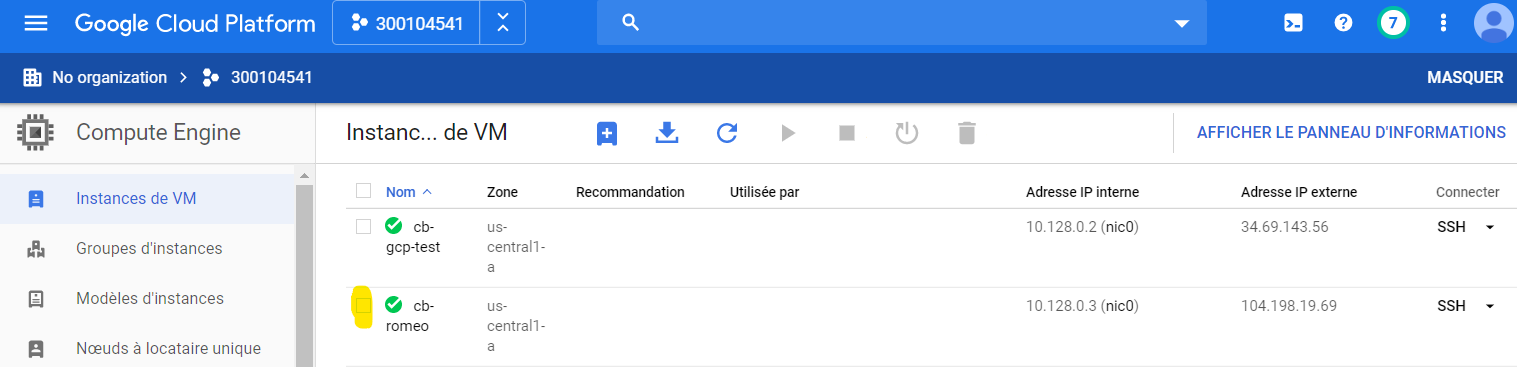 Google Cloud Platform 300104541 7
No organization 300104541 MASQUER
Compute Engine
Instanc... de VM AFFICHER LE PANNEAU D'INFORMATIONS
Instances de VM
Groupes d'instances
Modèles d'instances
Nœuds à locataire unique
Nom Zone Recommandation Utilisée par Adresse IP interne Adresse IP externe Connecter
cb- us- 10.128.0.2 (nic0) 34.69.143.56 SSH
gcp-test central1-
a
cb- us- 10.128.0.3 (nic0) 104.198.19.69 SSH
romeo central1-
a